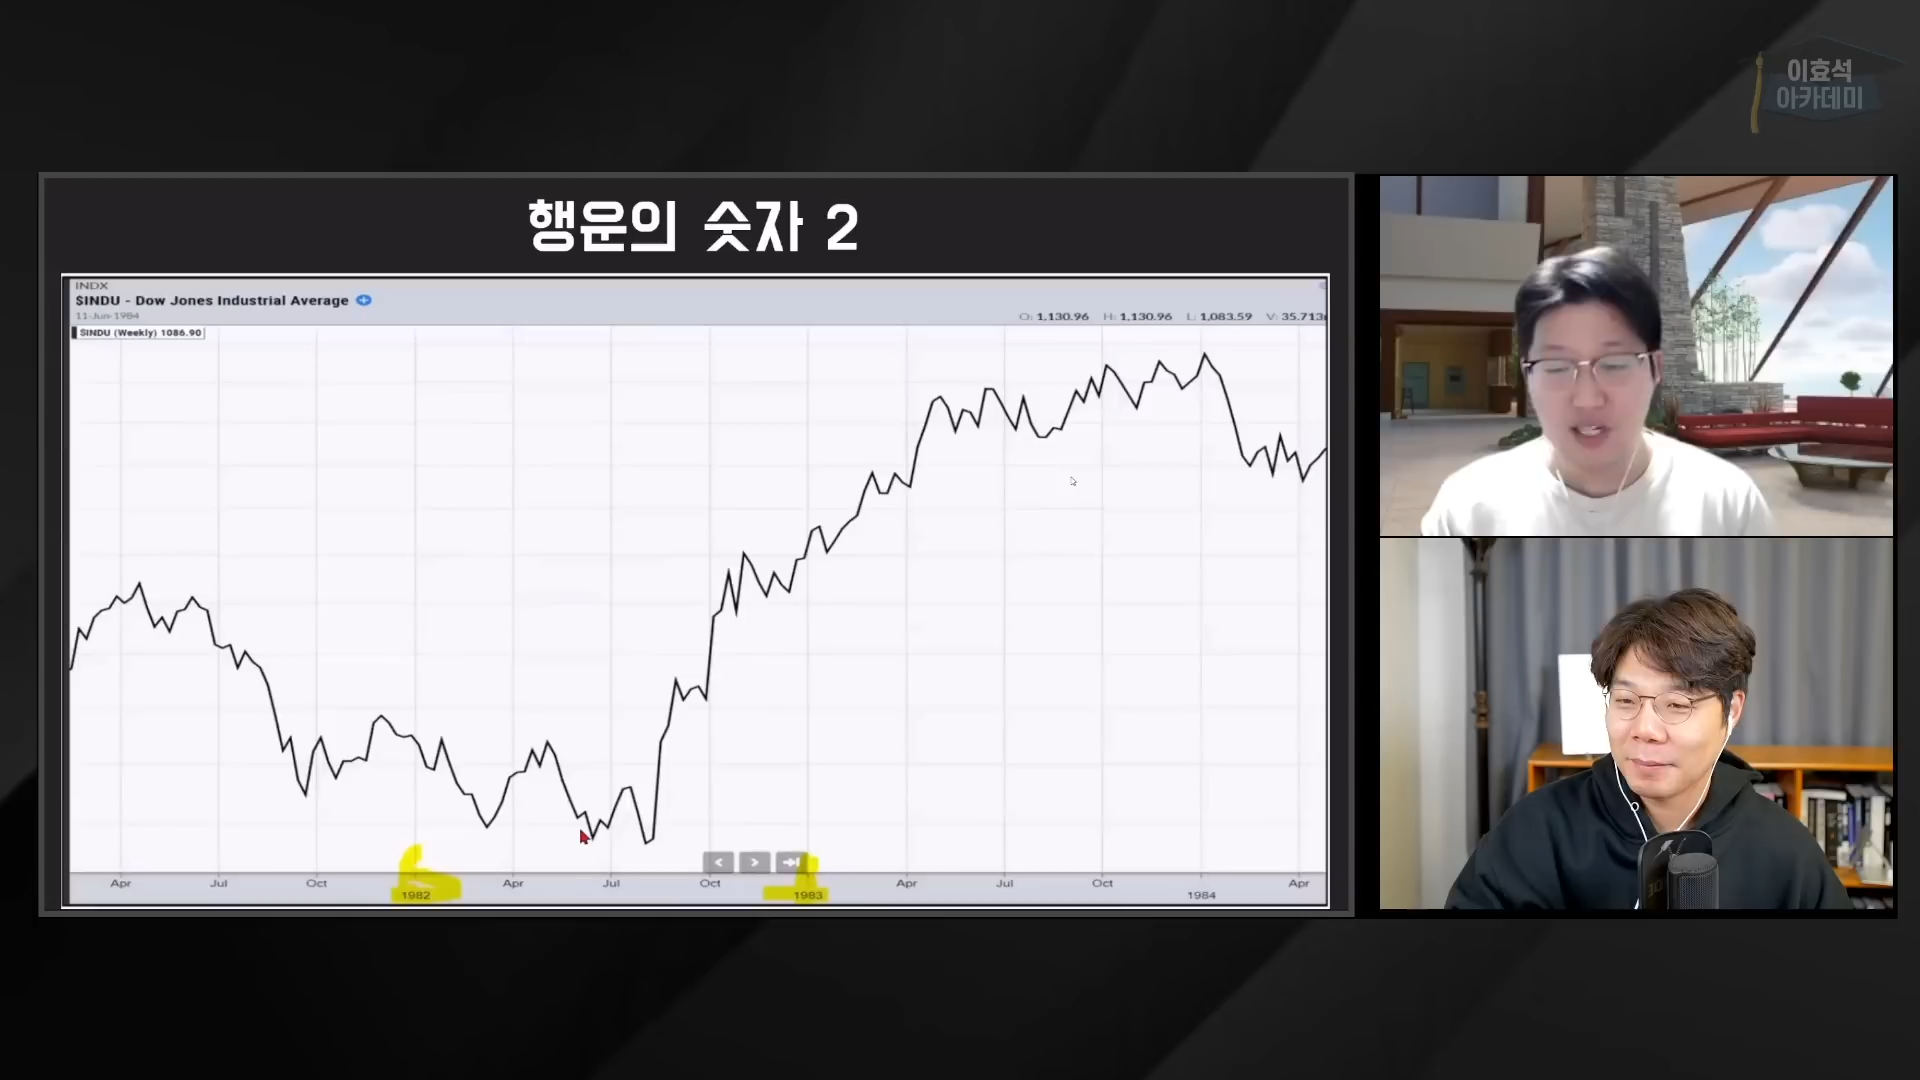 이효석
아카데미
행운의 숫자 2
INDX
$INDU - Dow Jones Industrial Average
11-Jun-1984
O: 1,130.96 H: 1,130.96 L: 1,083.59 V: 35.713
$INDU (Weekly) 1086.90
Apr Jul Oct 1982 Apr Jul Oct 1983 Apr Jul Oct 1984 Apr